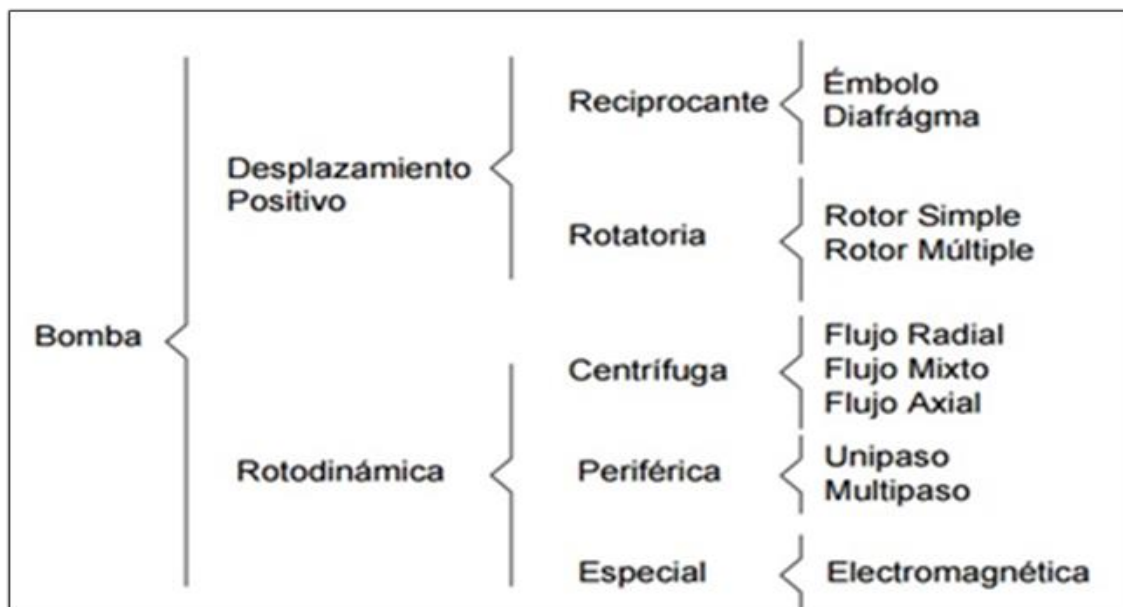 Bomba
Desplazamiento
Positivo
Reciprocante
Émbolo
Diafrágma
Rotatoria
Rotor Simple
Rotor Múltiple
Rotodinámica
Centrífuga
Flujo Radial
Flujo Mixto
Flujo Axial
Periférica
Unipaso
Multipaso
Especial
Electromagnética